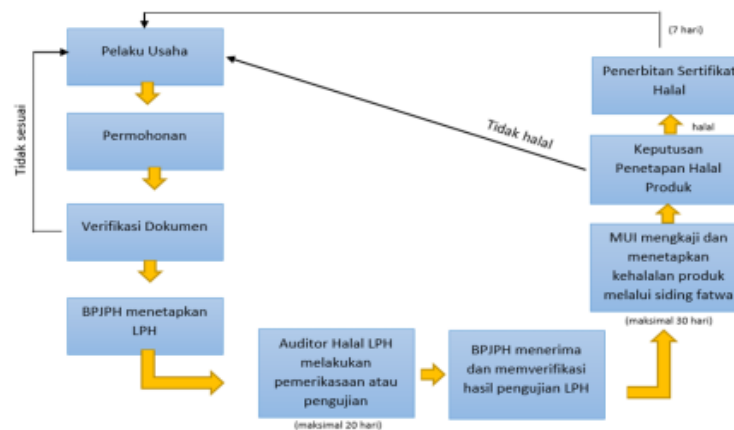 Pelaku Usaha
Permohonan
Verifikasi Dokumen
Tidak sesuai
BPJPH menetapkan
LPH
Auditor Halal LPH
melakukan
pemerikasaan atau
pengujian
(maksimal 20 hari)
BPJPH menerima
dan memverifikasi
hasil pengujian LPH
MUI mengkaji dan
menetapkan
kehalalan produk
melalui siding fatwa
(maksimal 30 hari)
Keputusan
Penetapan Halal
Produk
Tidak halal
halal
Penerbitan Sertifikat
Halal
(7 hari)